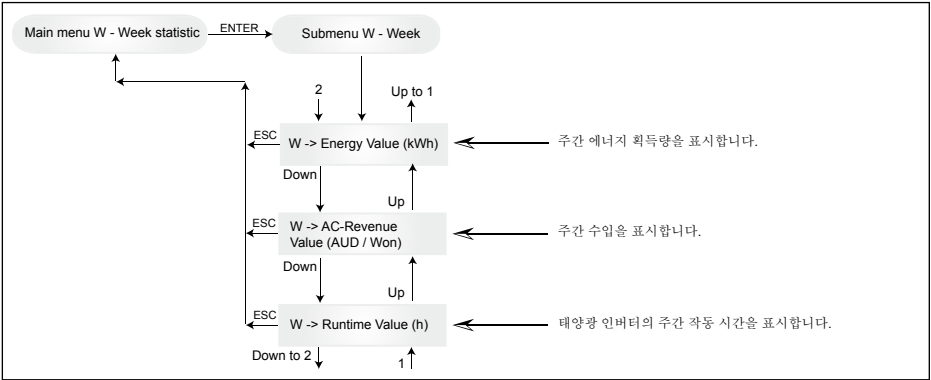 Main menu W - Week statistic
ENTER
Submenu W - Week
2
Up to 1
ESC
W -> Energy Value (kWh)
주간 에너지 획득량을 표시합니다.
Down
Up
ESC
W -> AC-Revenue
Value (AUD / Won)
주간 수입을 표시합니다.
Down
Up
ESC
W -> Runtime Value (h)
태양광 인버터의 주간 작동 시간을 표시합니다.
Down to 2
1